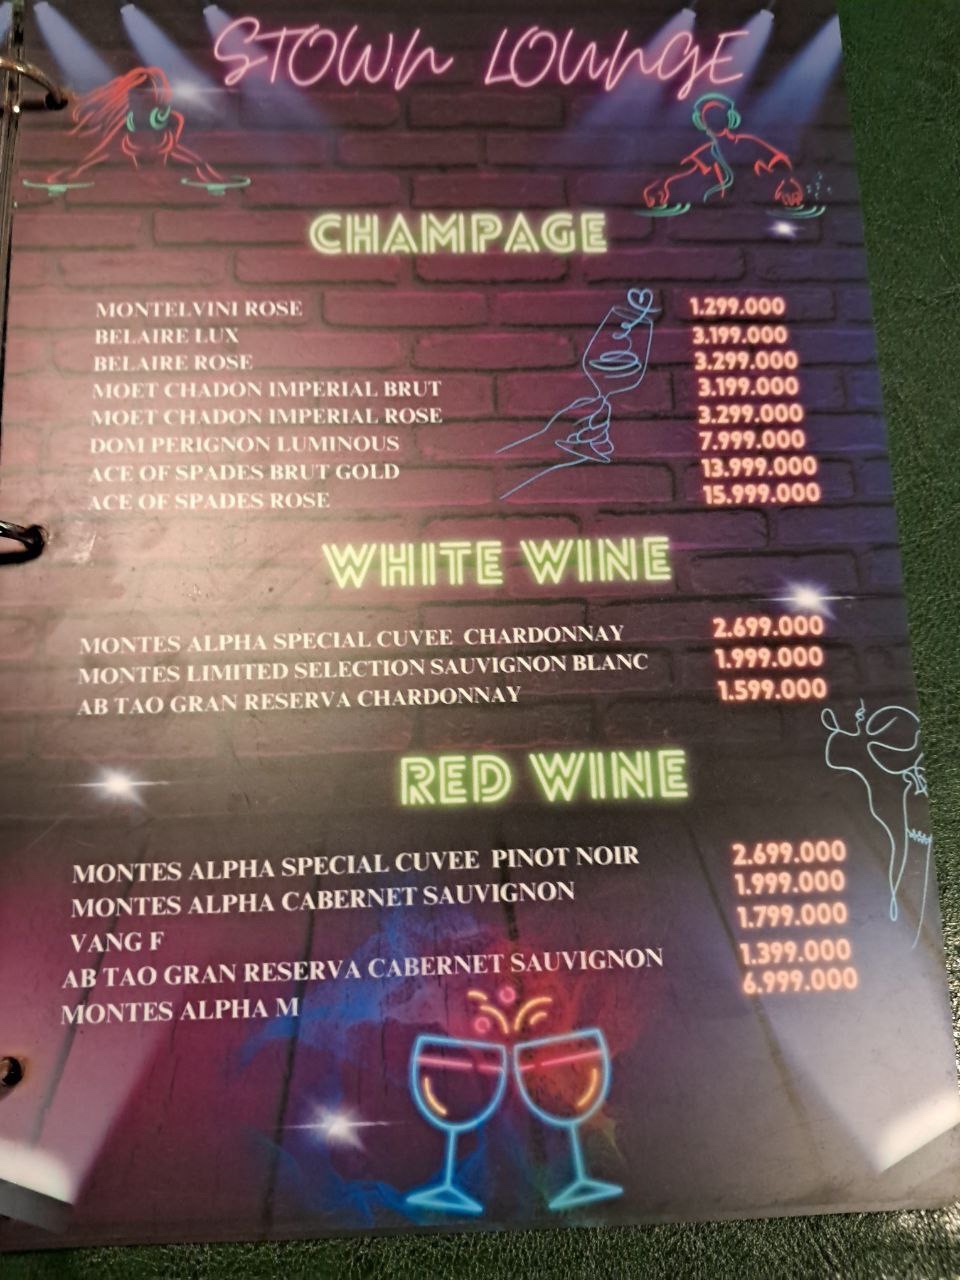 STOWN LOUNGE
CHAMPAGE
MONTELVINI ROSE 1.299.000
BELAIRE LUX 3.199.000
BELAIRE ROSE 3.299.000
MOET CHADON IMPERIAL BRUT 3.199.000
MOET CHADON IMPERIAL ROSE 3.299.000
DOM PERIGNON LUMINOUS 7.999.000
ACE OF SPADES BRUT GOLD 13.999.000
ACE OF SPADES ROSE 15.999.000
WHITE WINE
MONTES ALPHA SPECIAL CUVEE CHARDONNAY 2.699.000
MONTES LIMITED SELECTION SAUVIGNON BLANC 1.999.000
AB TAO GRAN RESERVA CHARDONNAY 1.599.000
RED WINE
MONTES ALPHA SPECIAL CUVEE PINOT NOIR 2.699.000
MONTES ALPHA CABERNET SAUVIGNON 1.999.000
VANG F 1.799.000
AB TAO GRAN RESERVA CABERNET SAUVIGNON 1.399.000
MONTES ALPHA M 6.999.000